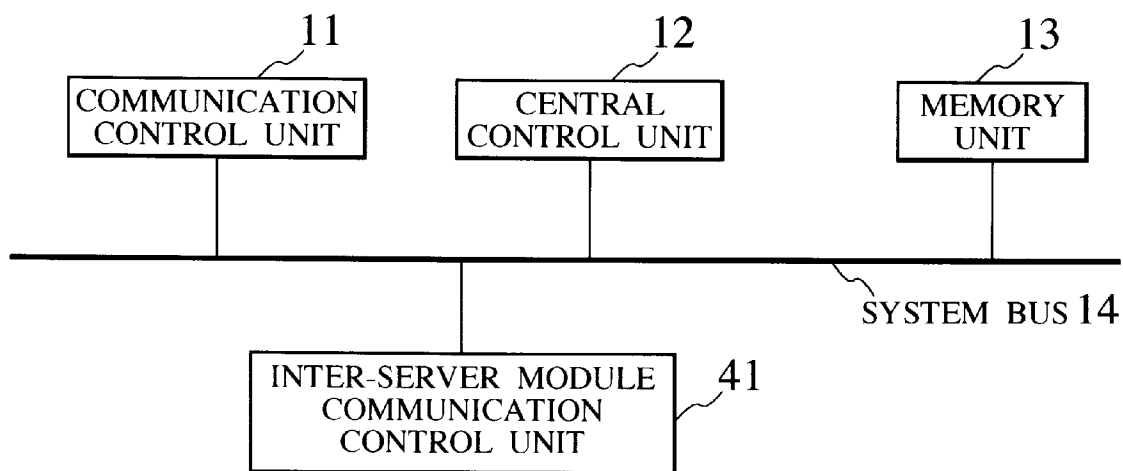 11
COMMUNICATION
CONTROL UNIT
12
CENTRAL
CONTROL UNIT
13
MEMORY
UNIT
SYSTEM BUS 14
INTER-SERVER MODULE
COMMUNICATION
CONTROL UNIT
41